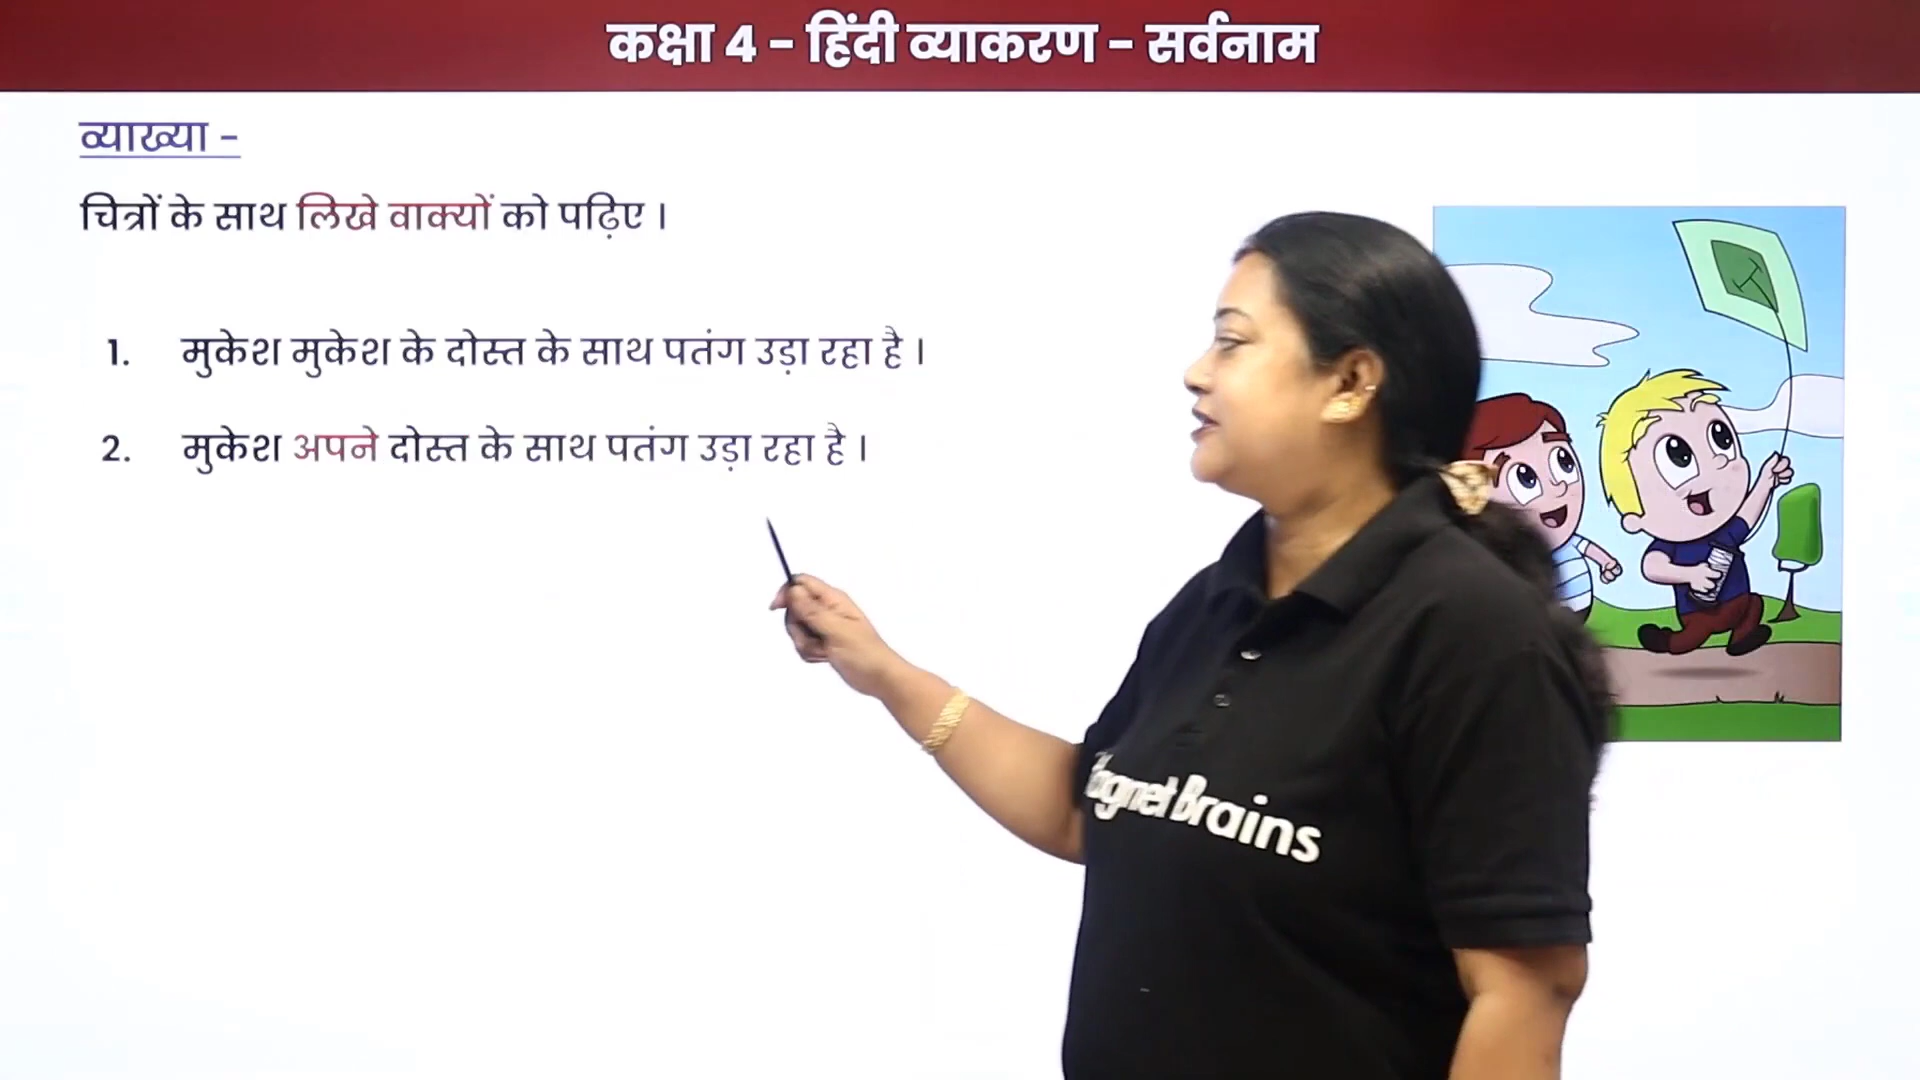 कक्षा 4 - हिंदी व्याकरण - सर्वनाम
व्याख्या -
चित्रों के साथ लिखे वाक्यों को पढ़िए ।
1. मुकेश मुकेश के दोस्त के साथ पतंग उड़ा रहा है ।
2. मुकेश अपने दोस्त के साथ पतंग उड़ा रहा है ।
Magnet Brains